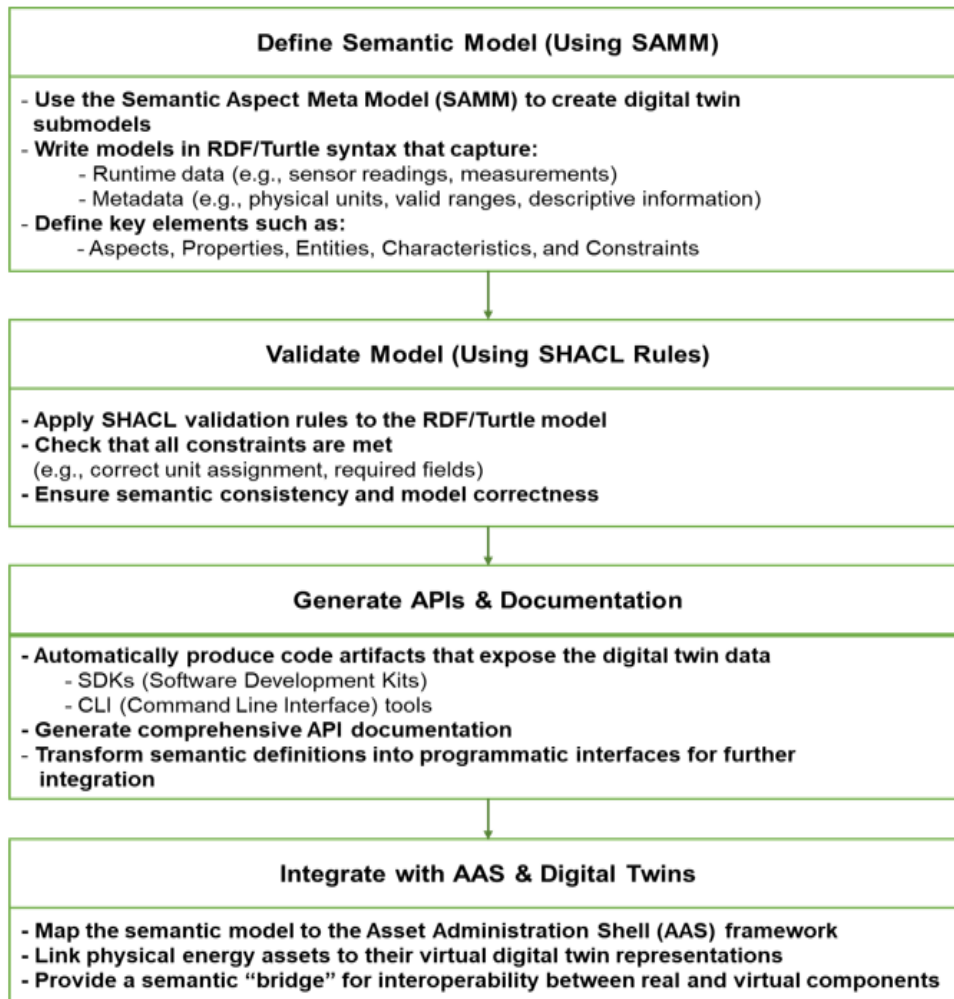 Define Semantic Model (Using SAMM)
- Use the Semantic Aspect Meta Model (SAMM) to create digital twin
submodels
- Write models in RDF/Turtle syntax that capture:
- Runtime data (e.g., sensor readings, measurements)
- Metadata (e.g., physical units, valid ranges, descriptive information)
- Define key elements such as:
- Aspects, Properties, Entities, Characteristics, and Constraints
Validate Model (Using SHACL Rules)
- Apply SHACL validation rules to the RDF/Turtle model
- Check that all constraints are met
(e.g., correct unit assignment, required fields)
- Ensure semantic consistency and model correctness
Generate APIs & Documentation
- Automatically produce code artifacts that expose the digital twin data
- SDKs (Software Development Kits)
- CLI (Command Line Interface) tools
- Generate comprehensive API documentation
- Transform semantic definitions into programmatic interfaces for further
integration
Integrate with AAS & Digital Twins
- Map the semantic model to the Asset Administration Shell (AAS) framework
- Link physical energy assets to their virtual digital twin representations
- Provide a semantic “bridge” for interoperability between real and virtual components